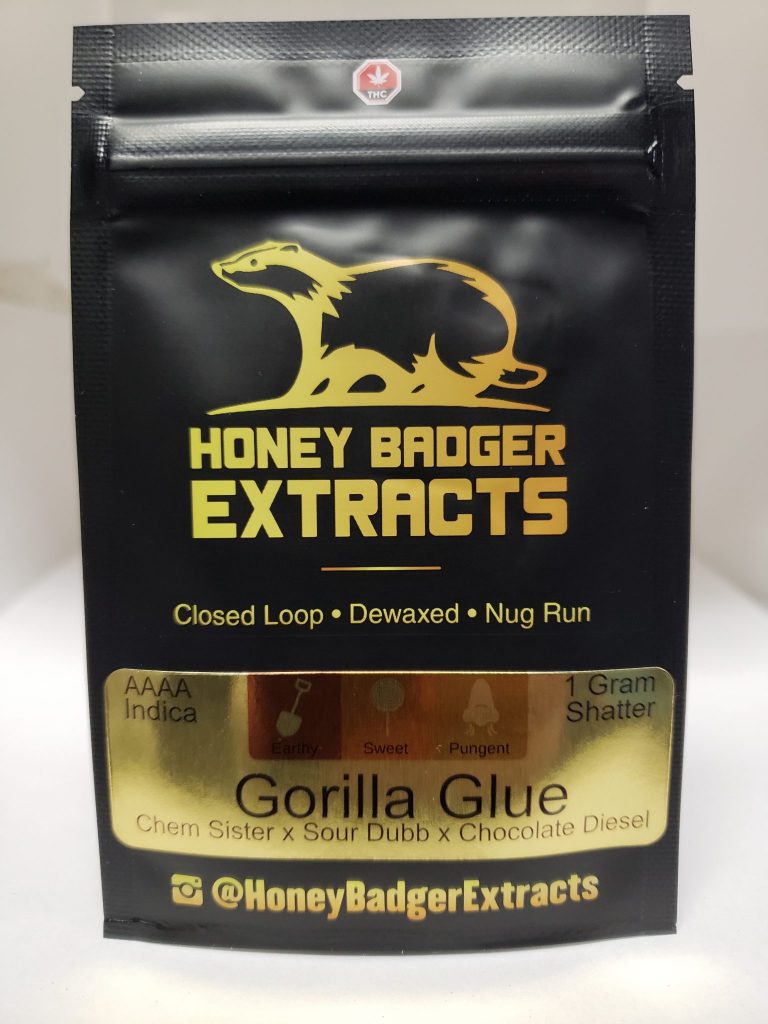 THC
HONEY BADGER
EXTRACTS
Closed Loop • Dewaxed • Nug Run
AAAA
Indica
Earthy Sweet Pungent
1 Gram
Shatter
Gorilla Glue
Chem Sister x Sour Dubb x Chocolate Diesel
@HoneyBadgerExtracts